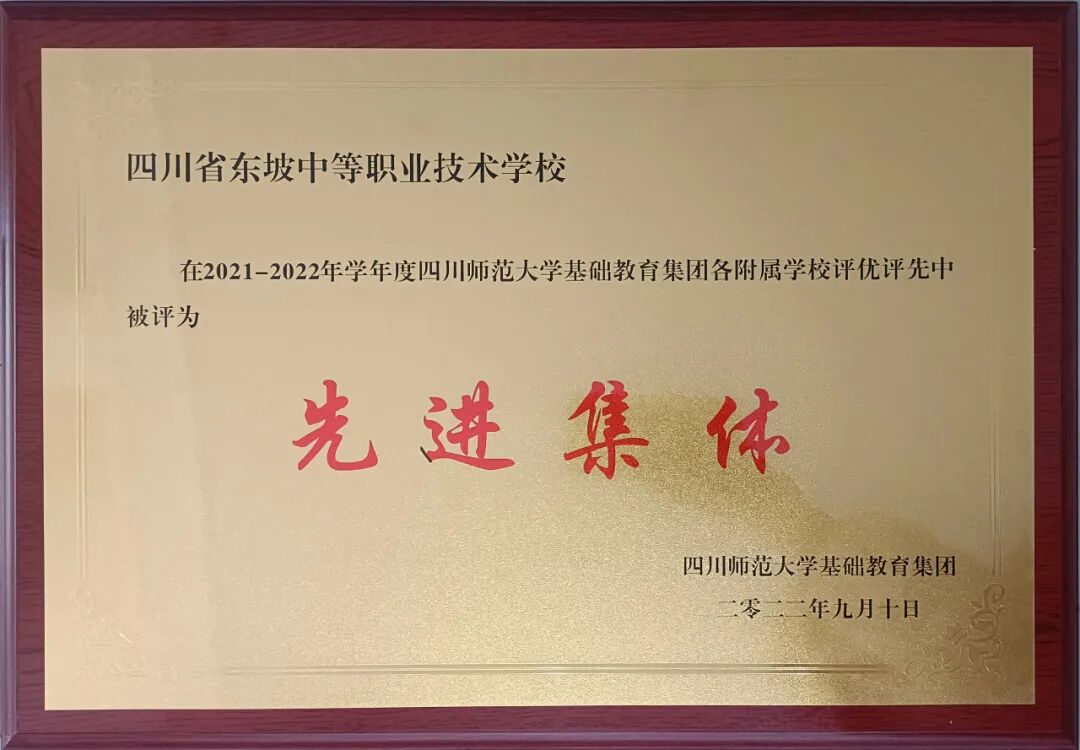 四川省东坡中等职业技术学校
在2021-2022年学年度四川师范大学基础教育集团各附属学校评优评先中
被评为
先进集体
四川师范大学基础教育集团
二零二二年九月十日